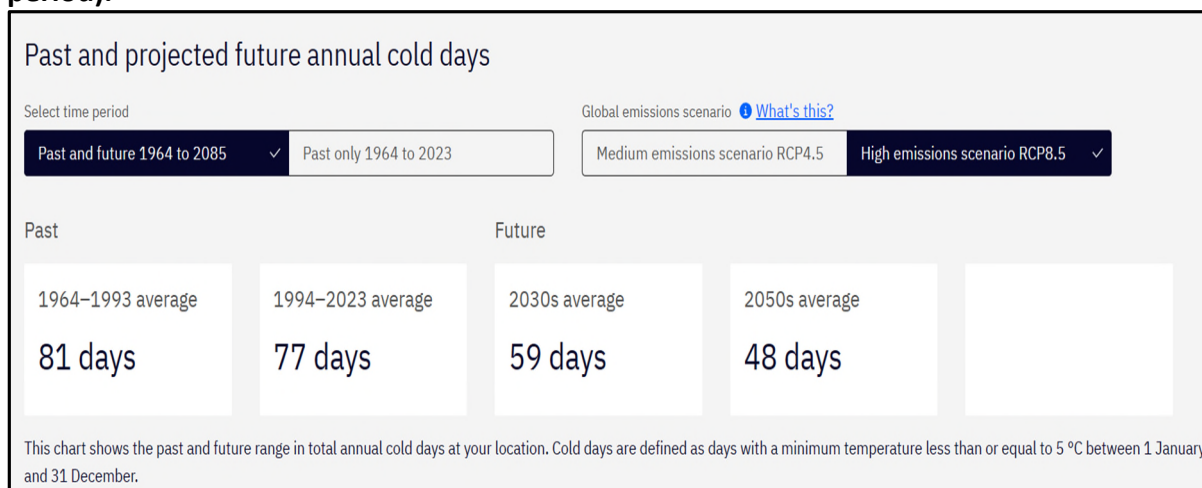 period).
Past and projected future annual cold days
Select time period
Global emissions scenario What's this?
Past and future 1964 to 2085
Past only 1964 to 2023
Medium emissions scenario RCP4.5
High emissions scenario RCP8.5
Past
Future
1964–1993 average
1994–2023 average
2030s average
2050s average
81 days
77 days
59 days
48 days
This chart shows the past and future range in total annual cold days at your location. Cold days are defined as days with a minimum temperature less than or equal to 5 °C between 1 January
and 31 December.